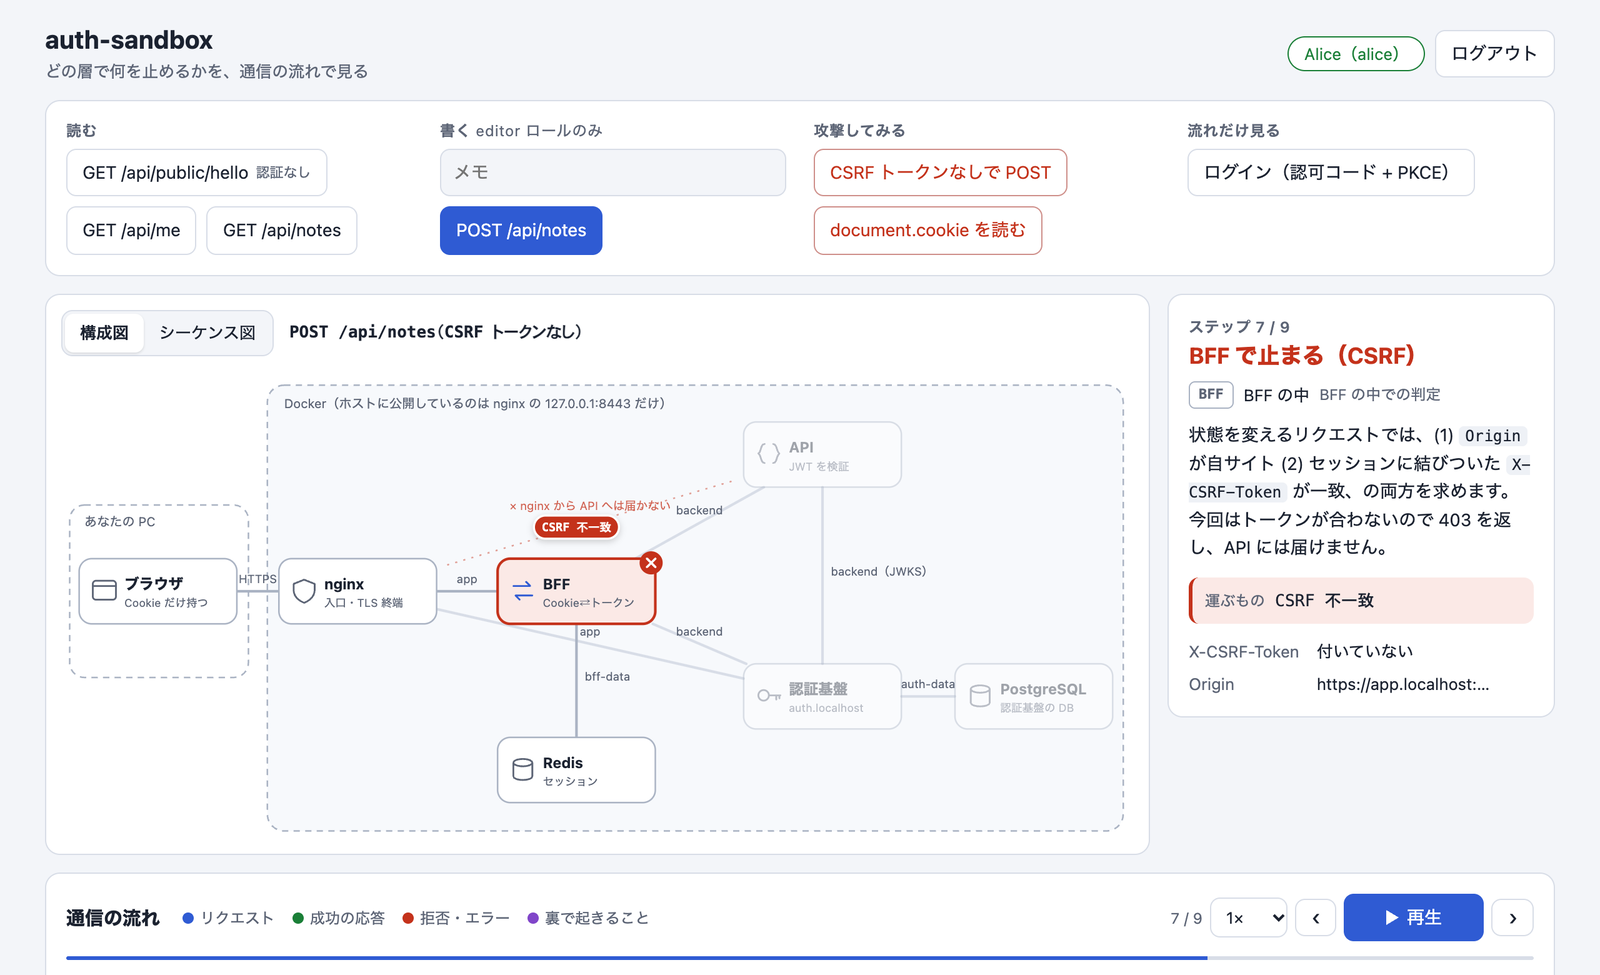 auth-sandbox
どの層で何を止めるかを、通信の流れで見る
Alice（alice）
ログアウト
読む
GET /api/public/hello 認証なし
GET /api/me
GET /api/notes
書く editor ロールのみ
メモ
POST /api/notes
攻撃してみる
CSRF トークンなしで POST
document.cookie を読む
流れだけ見る
ログイン（認可コード + PKCE）
構成図
シーケンス図
POST /api/notes（CSRF トークンなし）
Docker（ホストに公開しているのは nginx の 127.0.0.1:8443 だけ）
API
JWT を検証
× nginx から API へは届かない
backend
CSRF 不一致
あなたの PC
ブラウザ
Cookie だけ持つ
HTTPS
nginx
入口・TLS 終端
app
BFF
Cookie⇄トークン
backend（JWKS）
app
backend
bff-data
認証基盤
auth.localhost
auth-data
PostgreSQL
認証基盤の DB
Redis
セッション
ステップ 7 / 9
BFF で止まる（CSRF）
BFF BFF の中 BFF の中での判定
状態を変えるリクエストでは、(1) Origin
が自サイト (2) セッションに結びついた X-
CSRF-Token が一致、の両方を求めます。
今回はトークンが合わないので 403 を返
し、API には届けません。
運ぶもの CSRF 不一致
X-CSRF-Token 付いていない
Origin https://app.localhost:...
通信の流れ
リクエスト
成功の応答
拒否・エラー
裏で起きること
7 / 9
1×
‹
▶ 再生
›